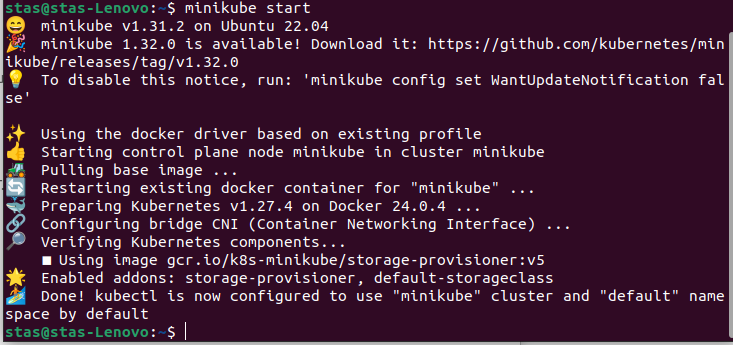 stas@stas-Lenovo:~$ minikube start
😄 minikube v1.31.2 on Ubuntu 22.04
🎉 minikube 1.32.0 is available! Download it: https://github.com/kubernetes/min
ikube/releases/tag/v1.32.0
💡 To disable this notice, run: 'minikube config set WantUpdateNotification fal
se'
✨ Using the docker driver based on existing profile
👍 Starting control plane node minikube in cluster minikube
🚜 Pulling base image ...
🔄 Restarting existing docker container for "minikube" ...
🐳 Preparing Kubernetes v1.27.4 on Docker 24.0.4 ...
🔗 Configuring bridge CNI (Container Networking Interface) ...
🔎 Verifying Kubernetes components...
▪ Using image gcr.io/k8s-minikube/storage-provisioner:v5
🌟 Enabled addons: storage-provisioner, default-storageclass
🏄 Done! kubectl is now configured to use "minikube" cluster and "default" name
space by default
stas@stas-Lenovo:~$